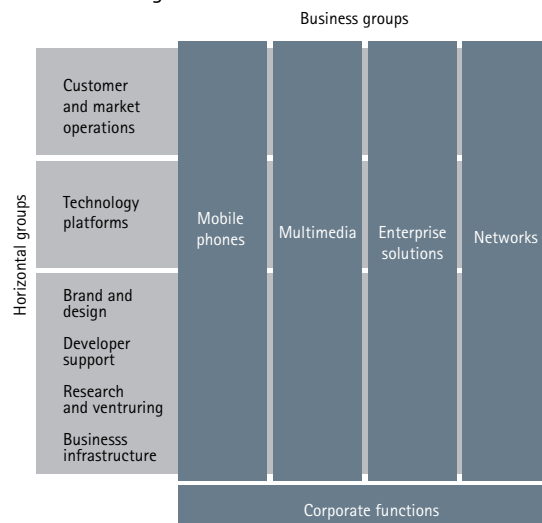 Business groups
Customer
and market
operations
Technology
platforms
Brand and
design
Developer
support
Research
and ventruring
Businesss
infrastructure
Horizontal groups
Mobile
phones
Multimedia
Enterprise
solutions
Networks
Corporate functions